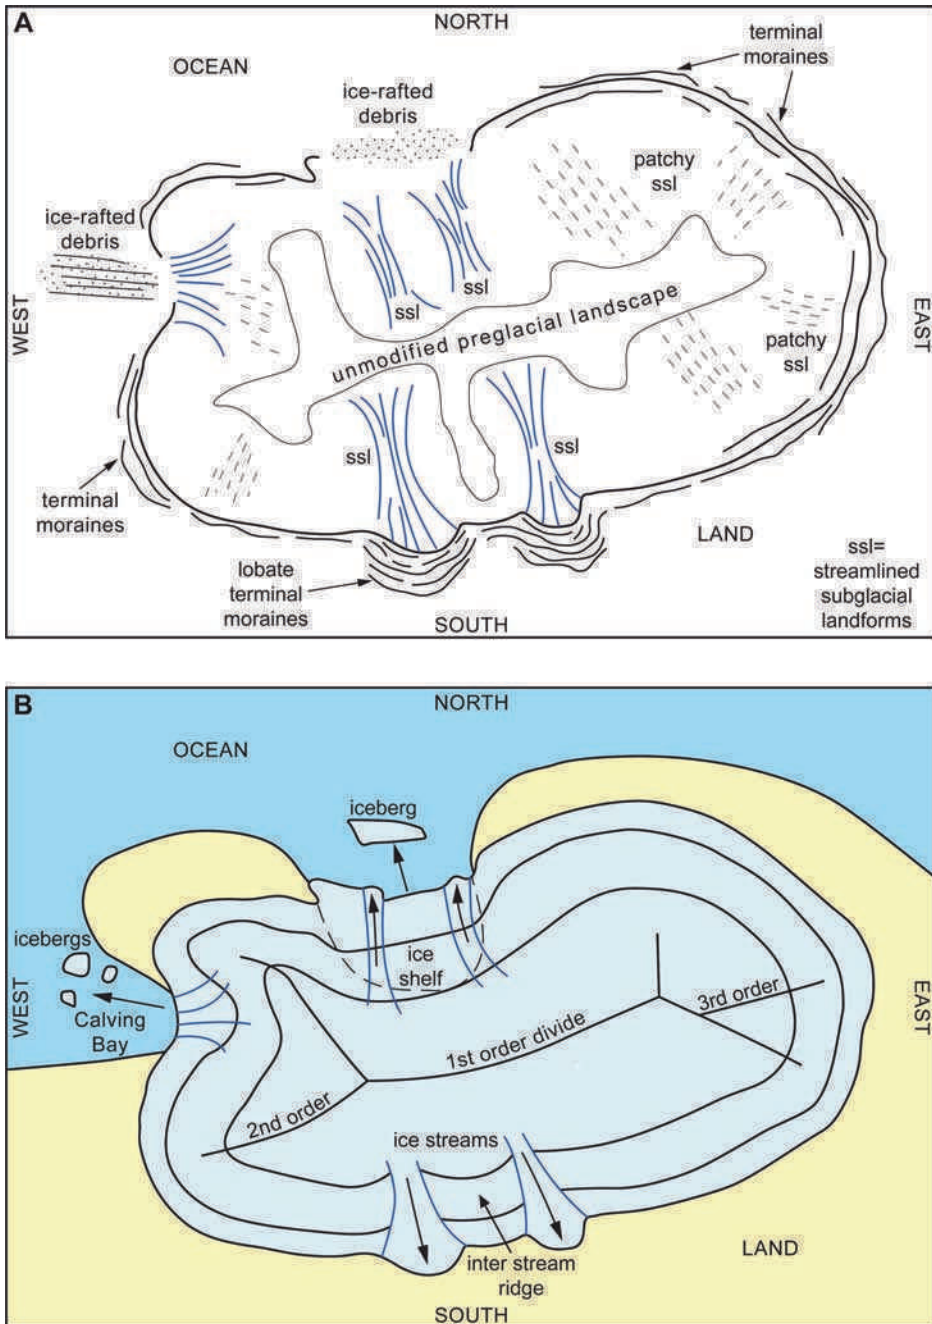 A
NORTH
OCEAN
terminal
moraines
ice-rafted
debris
patchy
ssl
ice-rafted
debris
ssl
ssl
WEST
unmodified preglacial landscape
EAST
patchy
ssl
ssl
ssl
terminal
moraines
LAND
lobate
terminal
moraines
ssl=
streamlined
subglacial
landforms
SOUTH
B
NORTH
OCEAN
iceberg
icebergs
ice
shelf
WEST
Calving
Bay
3rd order
EAST
1st order divide
2nd order
ice streams
LAND
inter stream
ridge
SOUTH